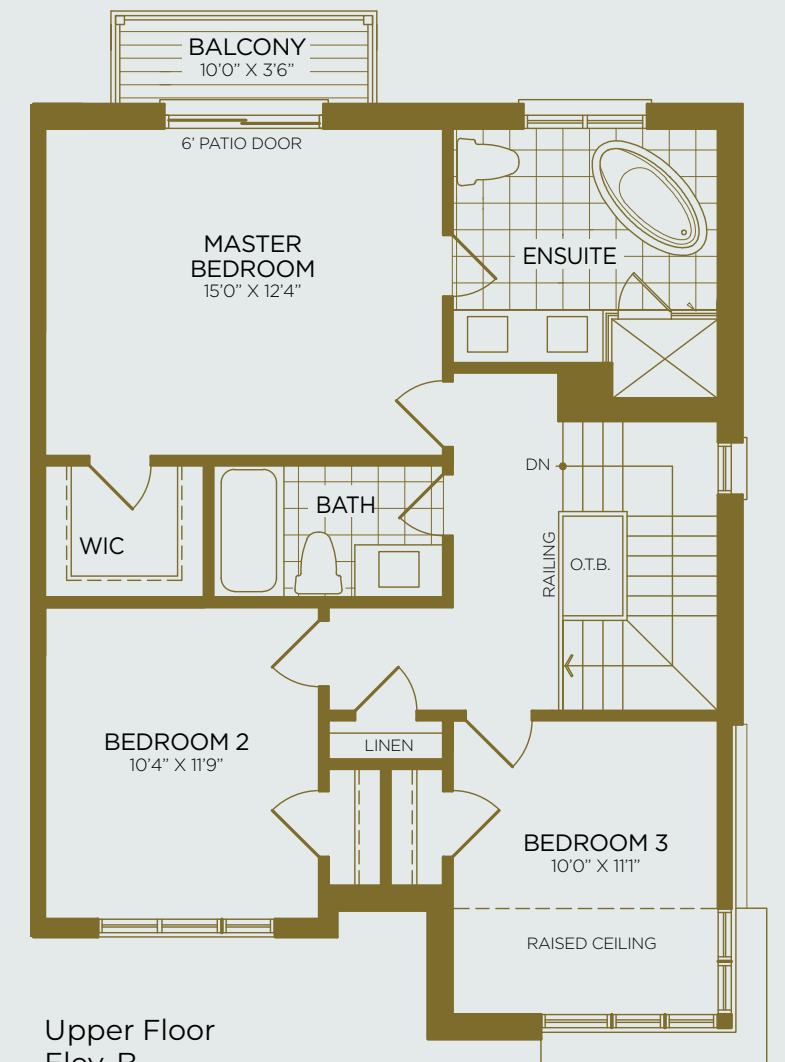 BALCONY
10'0" X 3'6"
6' PATIO DOOR
MASTER
BEDROOM
15'0" X 12'4"
ENSUITE
DN
BATH
WIC
RAILING
O.T.B.
BEDROOM 2
10'4" X 11'9"
LINEN
BEDROOM 3
10'0" X 11'1"
RAISED CEILING
Upper Floor
Elev. B